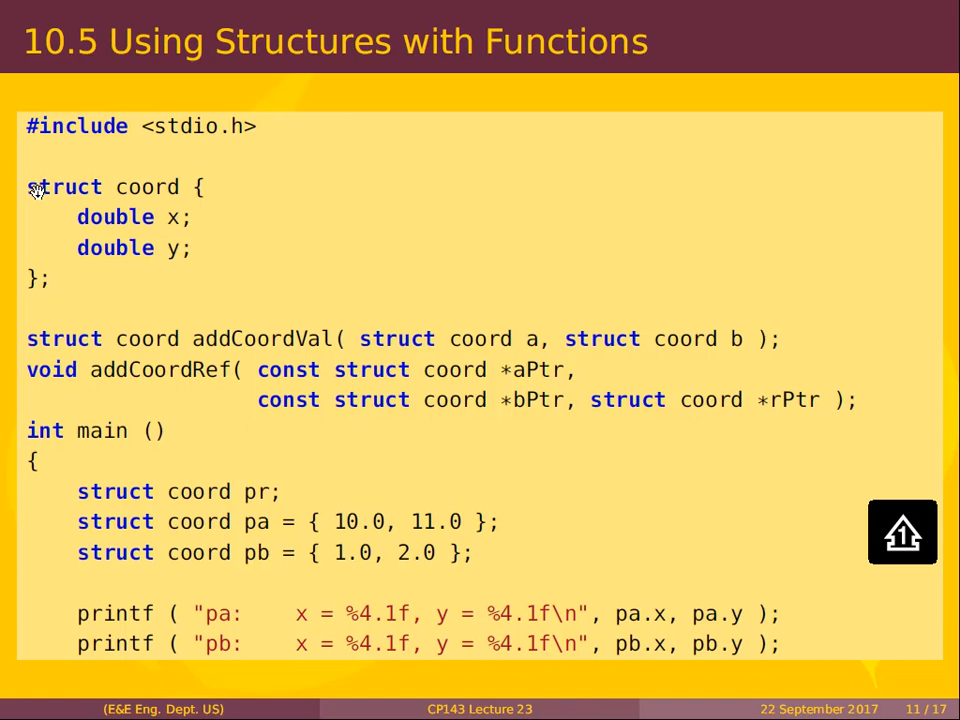 10.5 Using Structures with Functions
#include <stdio.h>
struct coord {
    double x;
    double y;
};
struct coord addCoordVal( struct coord a, struct coord b );
void addCoordRef( const struct coord *aPtr,
                  const struct coord *bPtr, struct coord *rPtr );
int main ()
{
    struct coord pr;
    struct coord pa = { 10.0, 11.0 };
    struct coord pb = { 1.0, 2.0 };
    printf ( "pa:    x = %4.1f, y = %4.1f\n", pa.x, pa.y );
    printf ( "pb:    x = %4.1f, y = %4.1f\n", pb.x, pb.y );
1
(E&E Eng. Dept. US) CP143 Lecture 23 22 September 2017 11 / 17